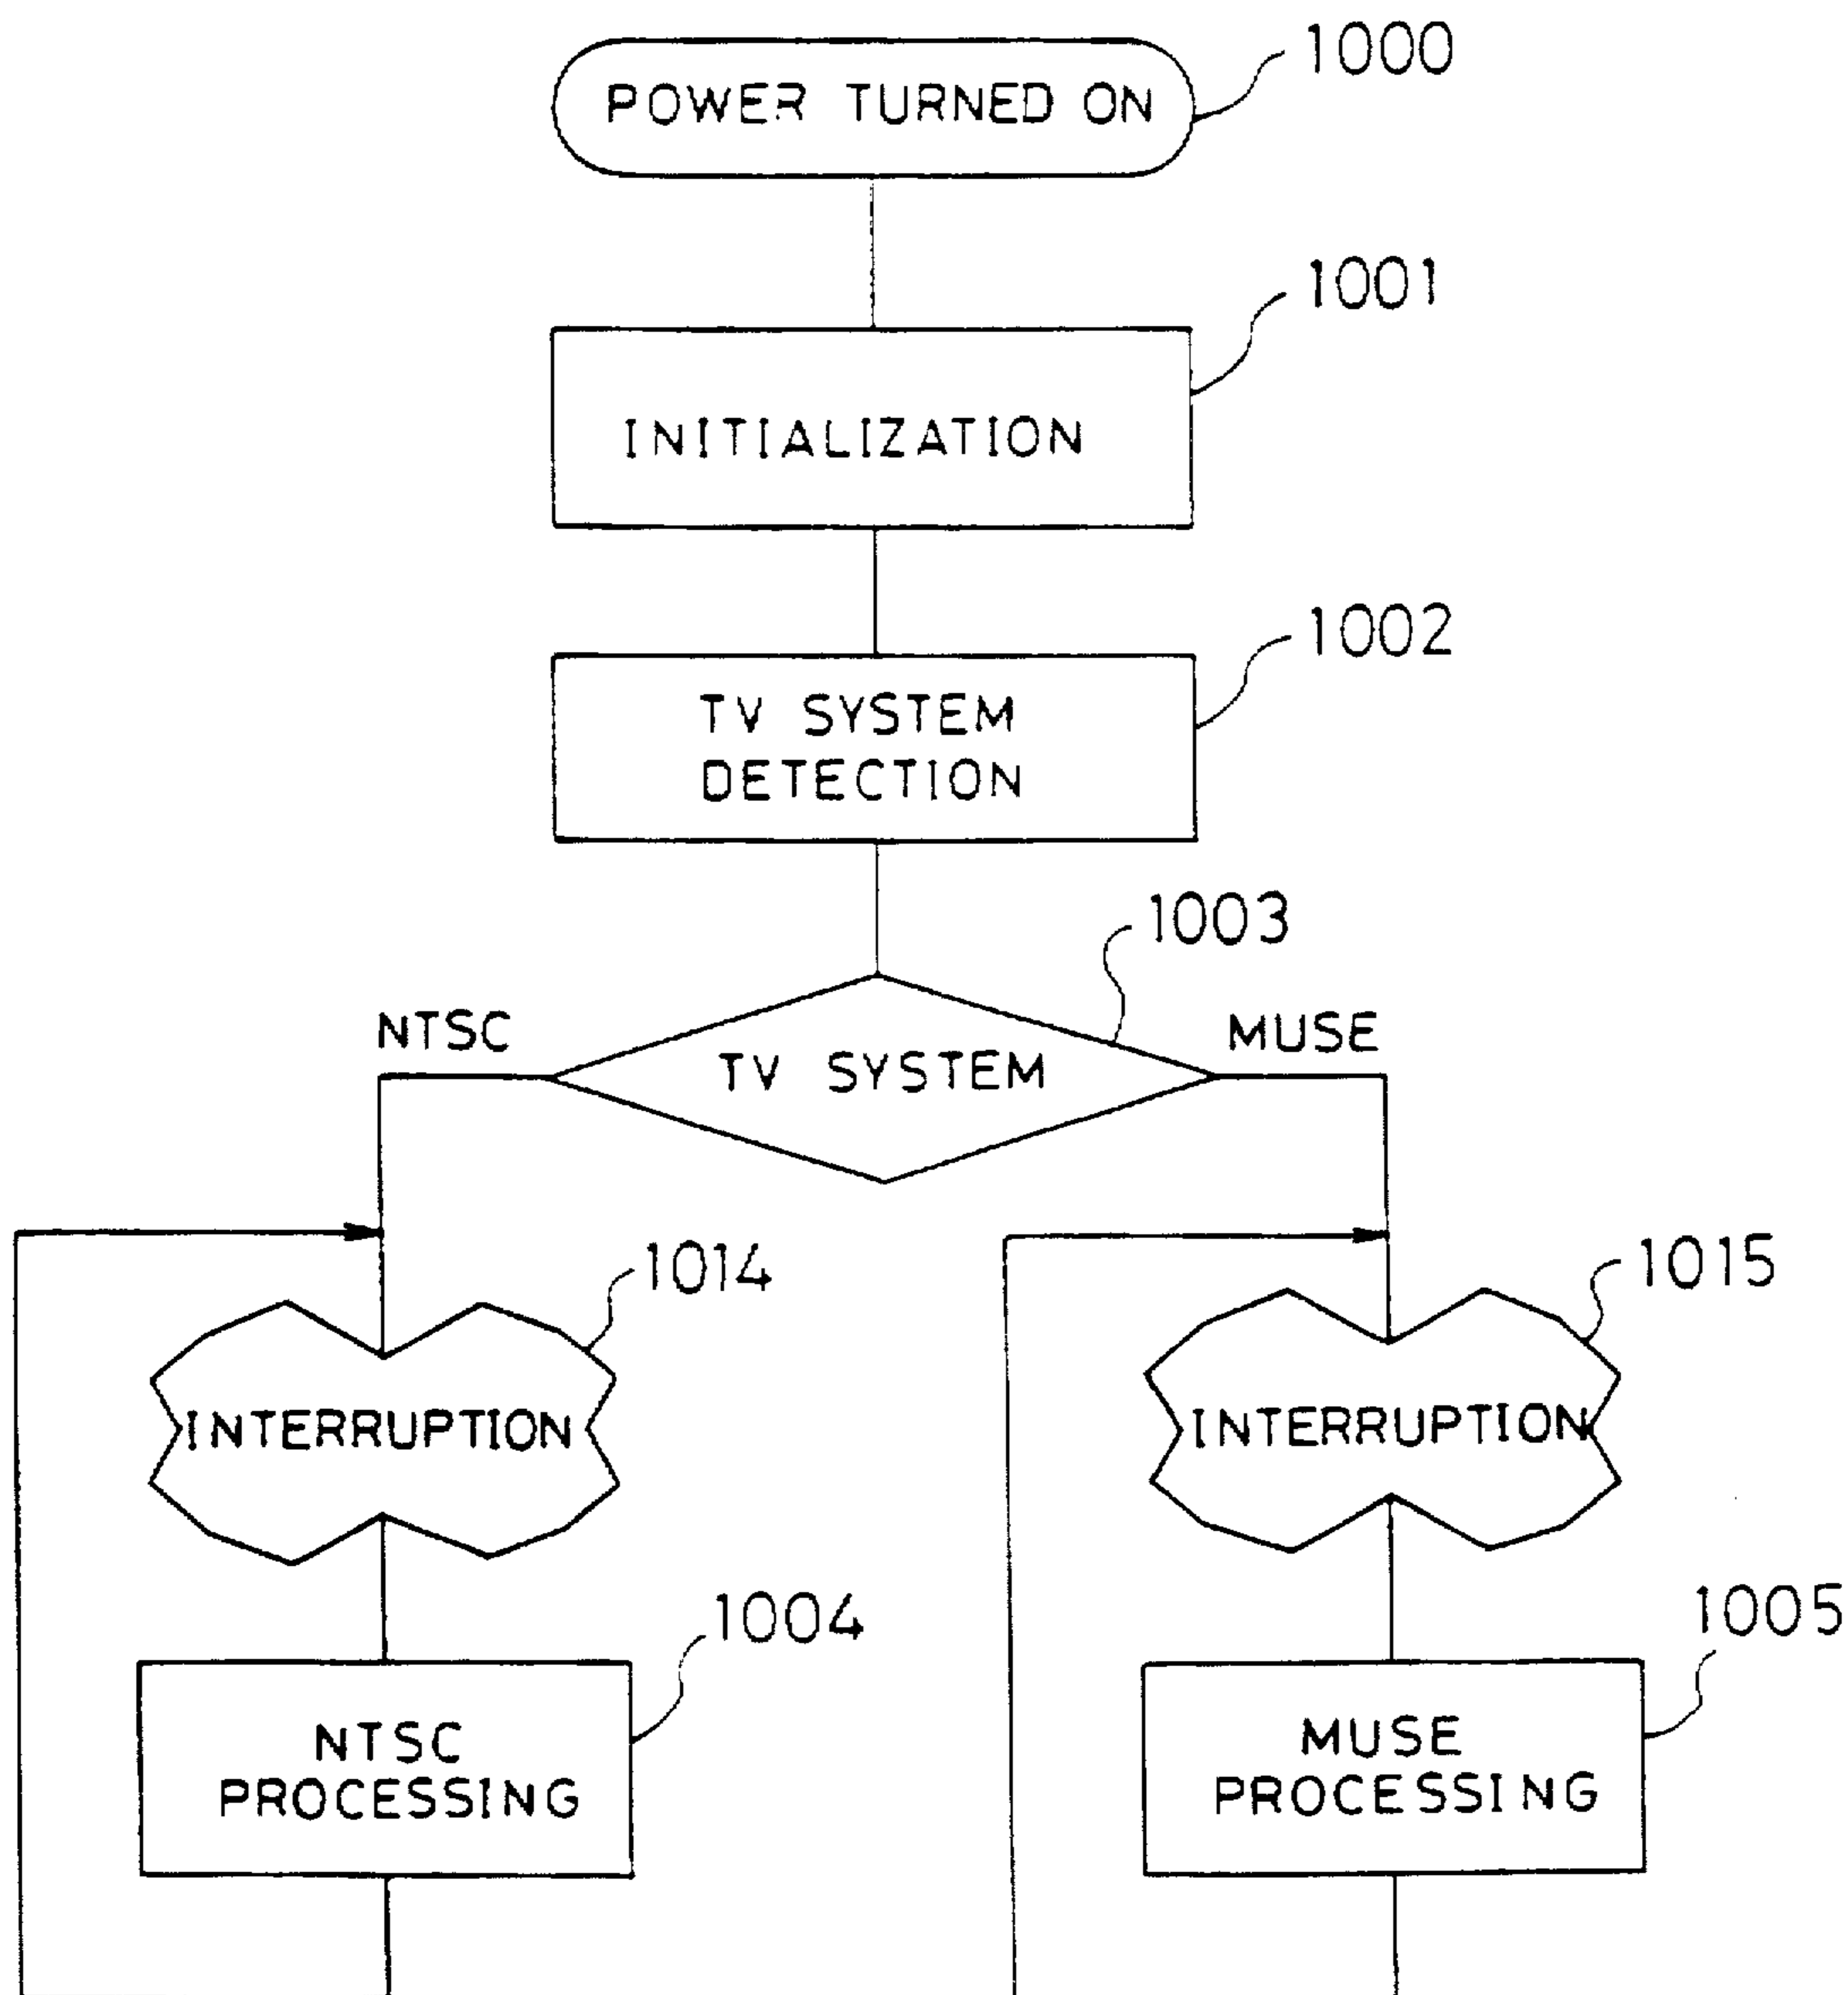 1000
POWER TURNED ON
1001
INITIALIZATION
1002
TV SYSTEM
DETECTION
1003
NTSC
MUSE
TV SYSTEM
1014
1015
INTERRUPTION
INTERRUPTION
1004
1005
NTSC
PROCESSING
MUSE
PROCESSING